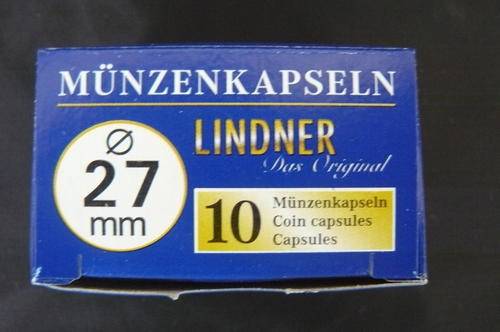 MÜNZENKAPSELN
LINDNER
Das Original
Ø
27
mm
10
Münzenkapseln
Coin capsules
Capsules